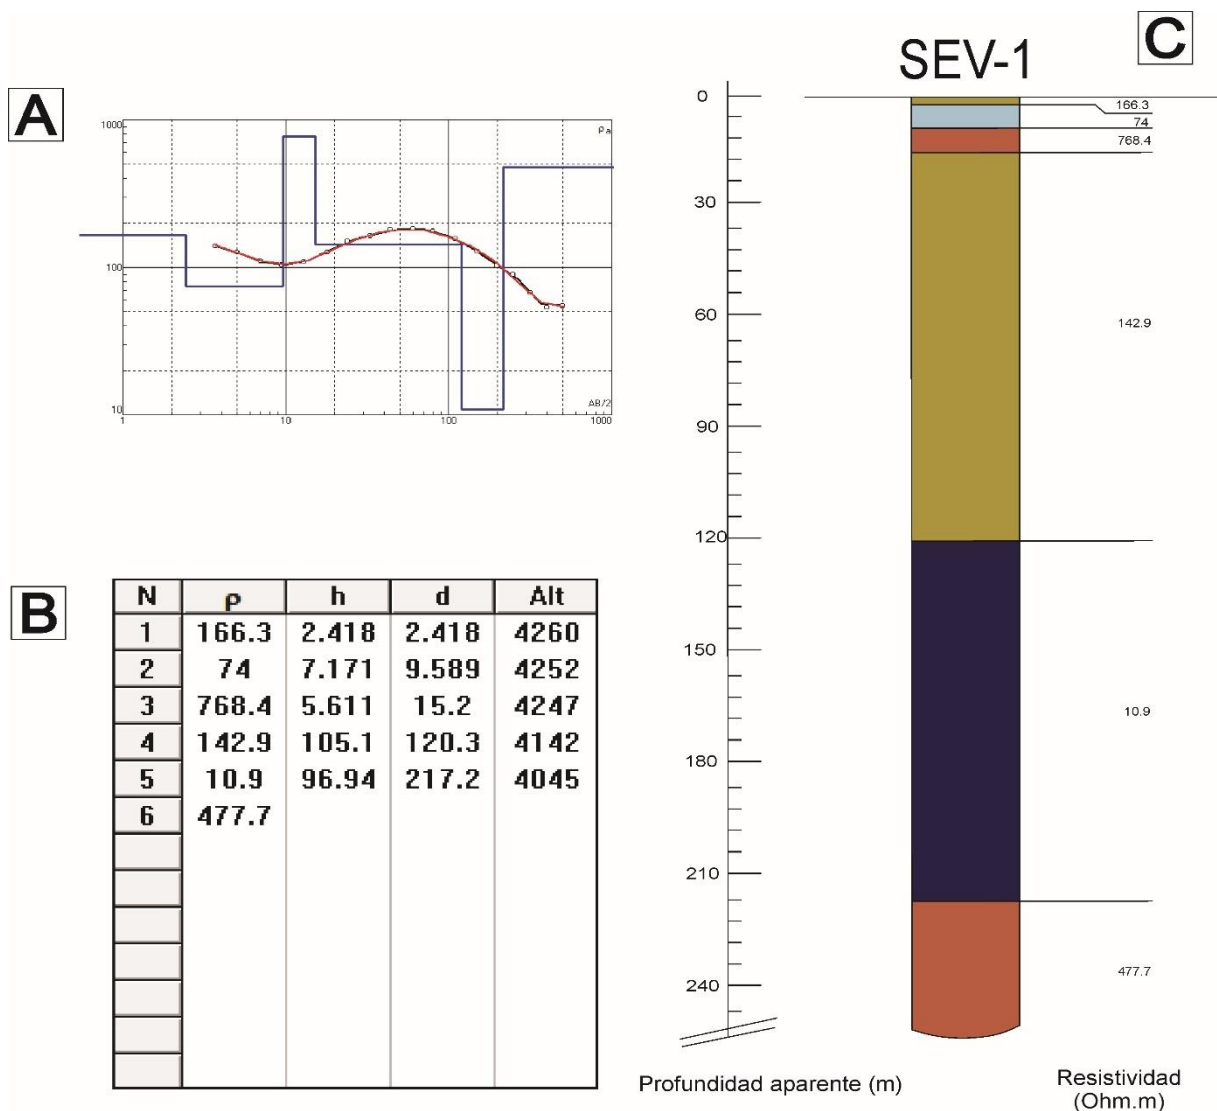 A
1000
ρa
100
10
AB/2
1
10
100
1000
B
N ρ h d Alt
1 166.3 2.418 2.418 4260
2 74 7.171 9.589 4252
3 768.4 5.611 15.2 4247
4 142.9 105.1 120.3 4142
5 10.9 96.94 217.2 4045
6 477.7
C
SEV-1
0
30
60
90
120
150
180
210
240
166.3
74
768.4
142.9
10.9
477.7
Profundidad aparente (m)
Resistividad
(Ohm.m)